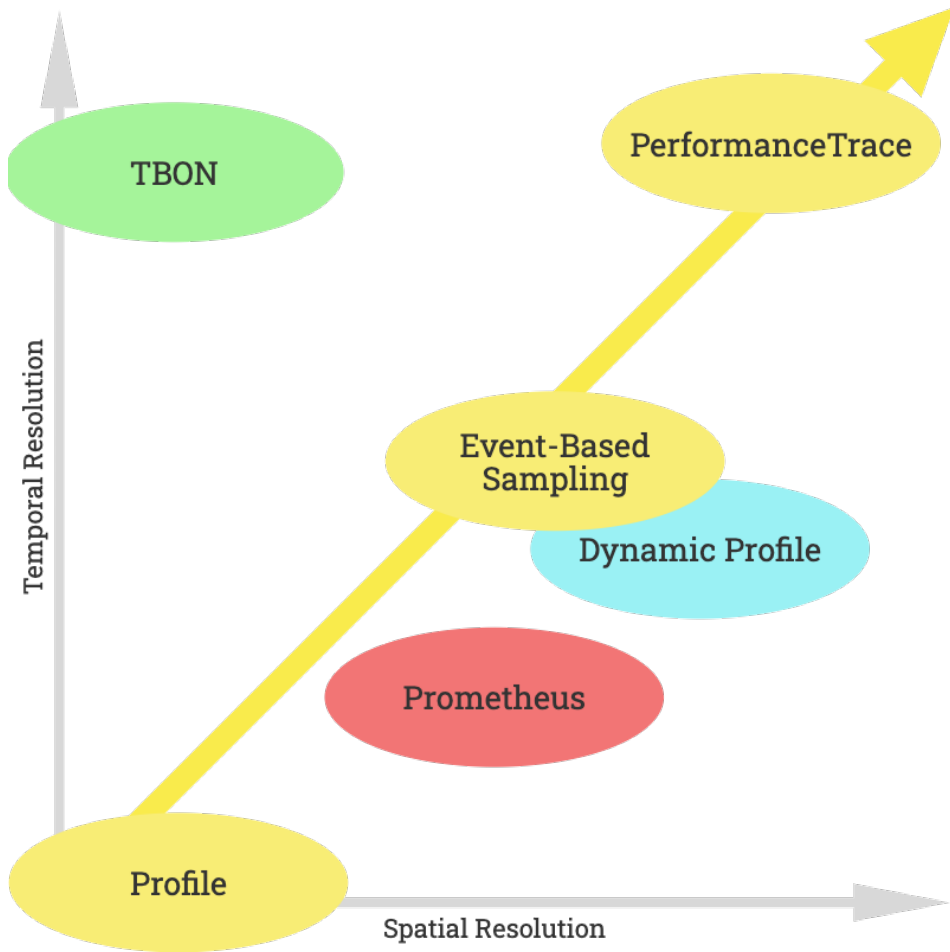 TBON
PerformanceTrace
Temporal Resolution
Event-Based
Sampling
Dynamic Profile
Prometheus
Profile
Spatial Resolution